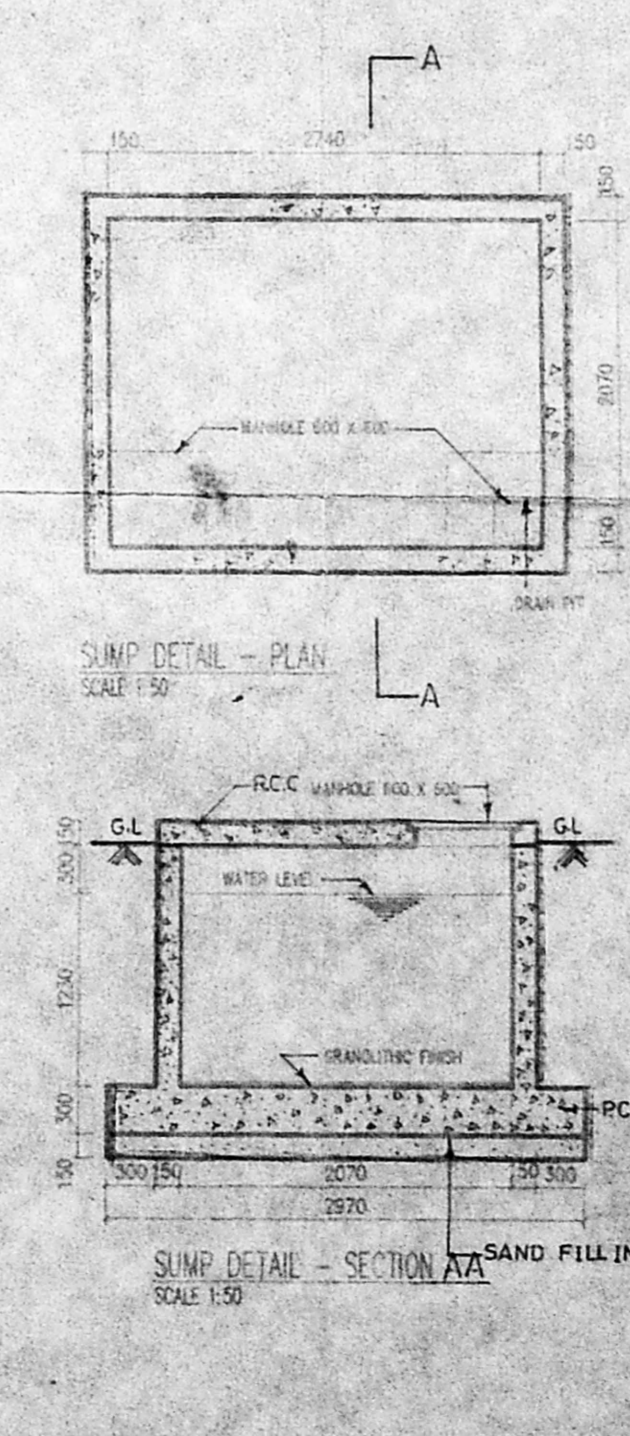 A
150 2740 150
150
2070
MANHOLE 600 X 600
150
DRAIN PIT
SUMP DETAIL - PLAN
SCALE 1:50
A
R.C.C MANHOLE 600 X 600
150
G.L G.L
300
WATER LEVEL
1230
GRANOLITHIC FINISH
300
PC
150
300 150 2070 150 300
2970
SAND FILLIN
SUMP DETAIL - SECTION AA
SCALE 1:50